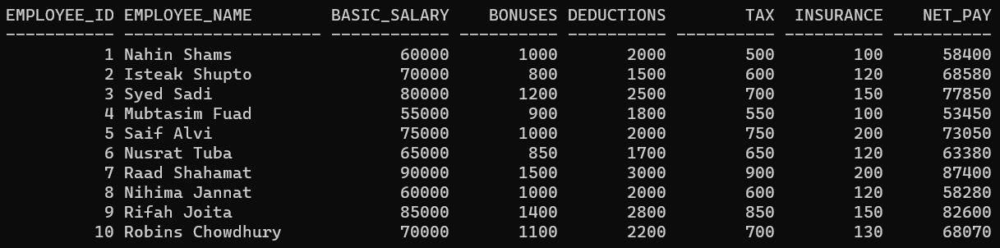 EMPLOYEE_ID EMPLOYEE_NAME        BASIC_SALARY    BONUSES DEDUCTIONS        TAX  INSURANCE    NET_PAY
----------- -------------------- ------------ ---------- ---------- ---------- ---------- ----------
          1 Nahin Shams                 60000       1000       2000        500        100      58400
          2 Isteak Shupto               70000        800       1500        600        120      68580
          3 Syed Sadi                   80000       1200       2500        700        150      77850
          4 Mubtasim Fuad               55000        900       1800        550        100      53450
          5 Saif Alvi                   75000       1000       2000        750        200      73050
          6 Nusrat Tuba                 65000        850       1700        650        120      63380
          7 Raad Shahamat               90000       1500       3000        900        200      87400
          8 Nihima Jannat               60000       1000       2000        600        120      58280
          9 Rifah Joita                 85000       1400       2800        850        150      82600
         10 Robins Chowdhury            70000       1100       2200        700        130      68070